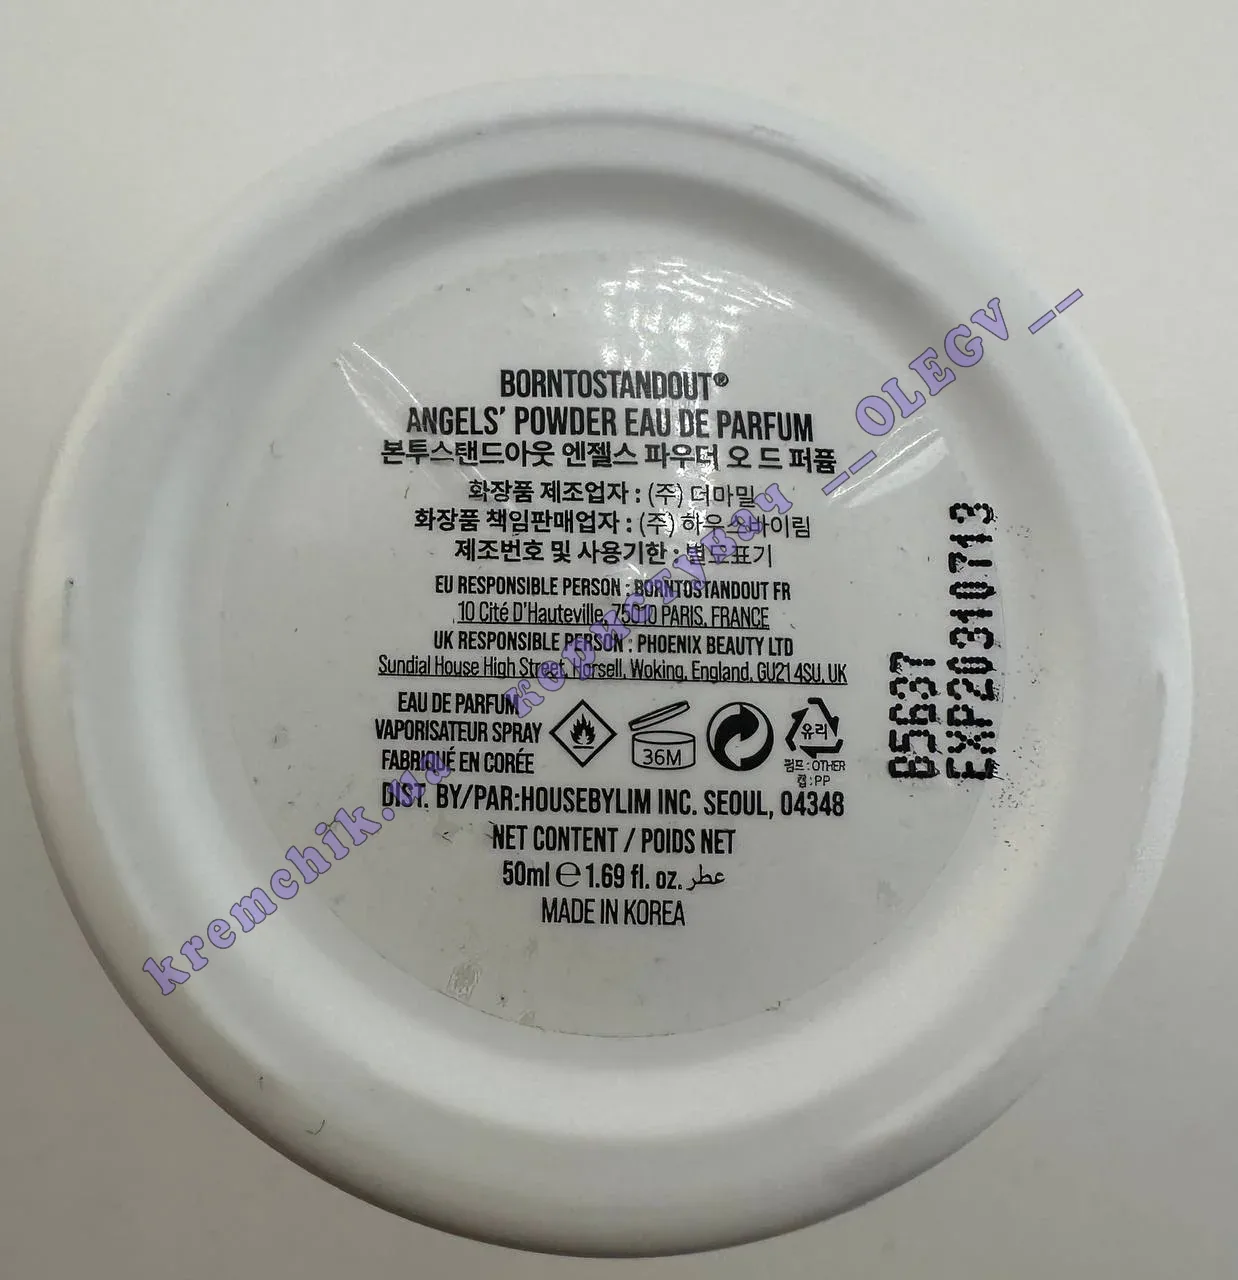 BORNTOSTANDOUT®
ANGELS' POWDER EAU DE PARFUM
본투스탠드아웃 엔젤스 파우더 오 드 퍼퓸
화장품 제조업자 : (주) 더마밀
화장품 책임판매업자 : (주) 하우스바이림
제조번호 및 사용기한 : 별도표기
EU RESPONSIBLE PERSON : BORNTOSTANDOUT FR
10 Cité D'Hauteville, 75010 PARIS, FRANCE
UK RESPONSIBLE PERSON : PHOENIX BEAUTY LTD
Sundial House High Street, Horsell, Woking, England, GU21 4SU, UK
EAU DE PARFUM
VAPORISATEUR SPRAY
FABRIQUÉ EN CORÉE
36M
유리
펌프:OTHER
캡:PP
DIST. BY/PAR:HOUSEBYLIM INC. SEOUL, 04348
NET CONTENT / POIDS NET
50ml ℮ 1.69 fl. oz. عطر
MADE IN KOREA
B5637
EXP20310713
kremchik.ua користувач __OLEGV__